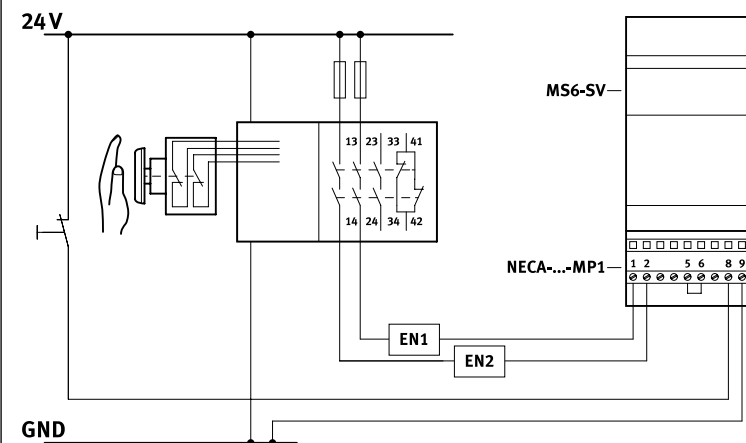 24 V
MS6-SV
13 23 33 41
14 24 34 42
NECA-...-MP1
1 2 5 6 8 9
EN1
EN2
GND